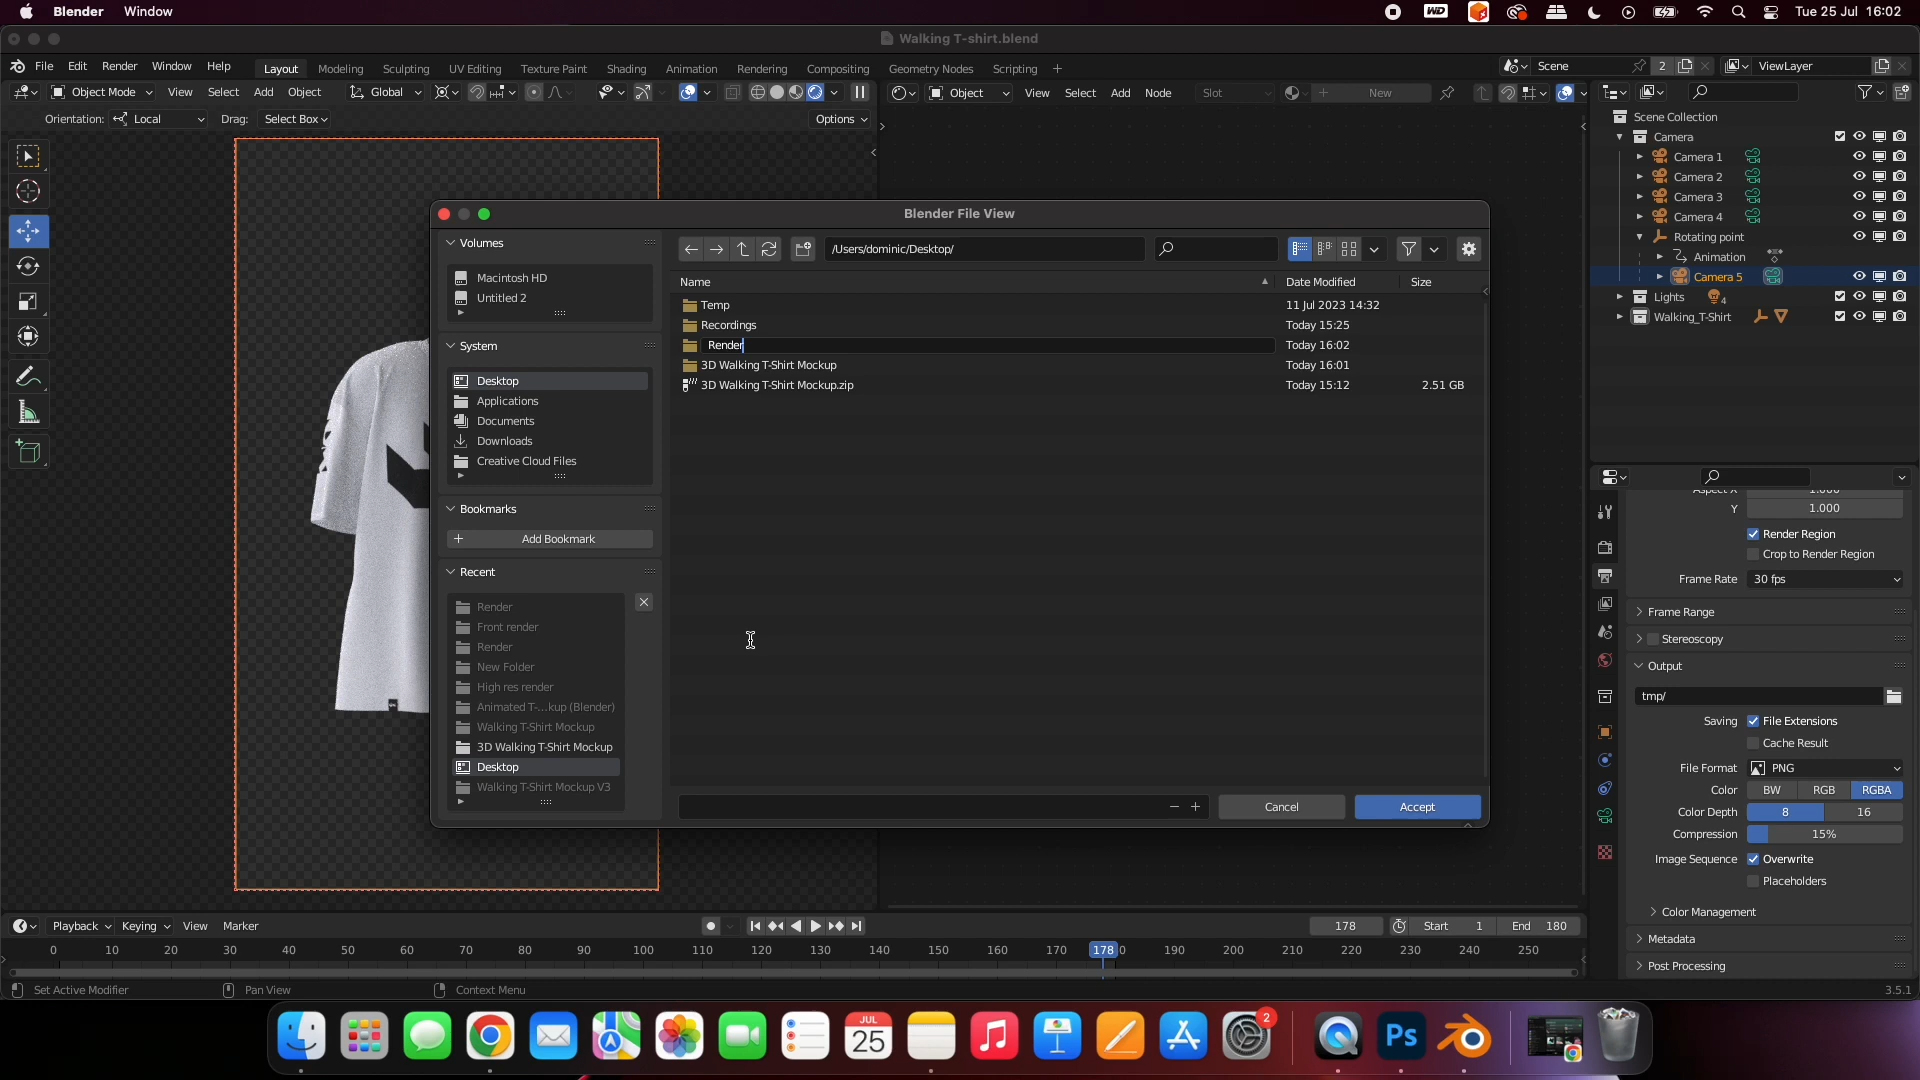 Blender Window
WD
Tue 25 Jul 16:02
Walking T-shirt.blend
File Edit Render Window Help
Layout Modeling Sculpting UV Editing Texture Paint Shading Animation Rendering Compositing Geometry Nodes Scripting +
Scene 2 ViewLayer
Object Mode View Select Add Object Global
Object View Select Add Node Slot New
Orientation: Local Drag: Select Box Options
Scene Collection
Camera
Camera 1
Camera 2
Camera 3
Camera 4
Rotating point
Animation
Camera 5
Lights 4
Walking_T-Shirt
Blender File View
Volumes
Macintosh HD
Untitled 2
System
Desktop
Applications
Documents
Downloads
Creative Cloud Files
Bookmarks
Add Bookmark
Recent
Render
Front render
Render
New Folder
High res render
Animated T-...kup (Blender)
Walking T-Shirt Mockup
3D Walking T-Shirt Mockup
Desktop
Walking T-Shirt Mockup V3
/Users/dominic/Desktop/
Name Date Modified Size
Temp 11 Jul 2023 14:32
Recordings Today 15:25
Render Today 16:02
3D Walking T-Shirt Mockup Today 16:01
3D Walking T-Shirt Mockup.zip Today 15:12 2.51 GB
Cancel Accept
Aspect X 1.000
Y 1.000
Render Region
Crop to Render Region
Frame Rate 30 fps
Frame Range
Stereoscopy
Output
tmp/
Saving File Extensions
Cache Result
File Format PNG
Color BW RGB RGBA
Color Depth 8 16
Compression 15%
Image Sequence Overwrite
Placeholders
Color Management
Metadata
Post Processing
Playback Keying View Marker 178 Start 1 End 180
0 10 20 30 40 50 60 70 80 90 100 110 120 130 140 150 160 170 178 0 190 200 210 220 230 240 250
Set Active Modifier Pan View Context Menu 3.5.1
JUL
25
2
Ps